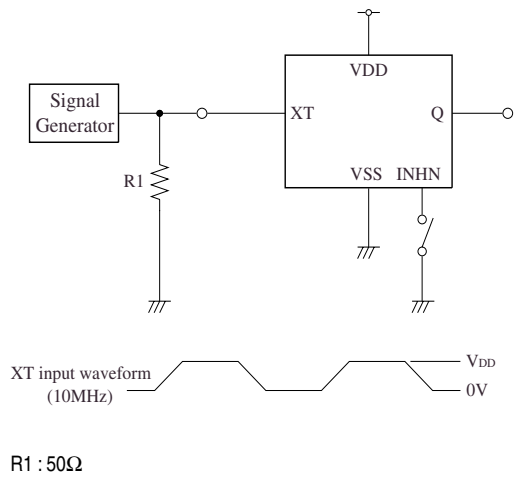 VDD
Signal
Generator
XT
Q
R1
VSS INHN
XT input waveform
(10MHz)
VDD
0V
R1 : 50Ω